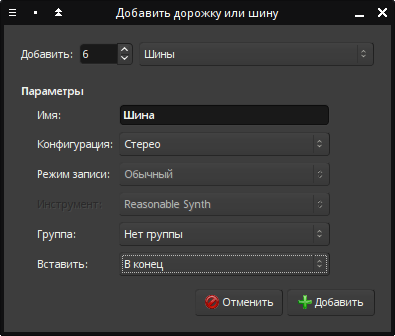 Добавить дорожку или шину
Добавить: 6 Шины
Параметры
Имя: Шина
Конфигурация: Стерео
Режим записи: Обычный
Инструмент: Reasonable Synth
Группа: Нет группы
Вставить: В конец
Отменить Добавить